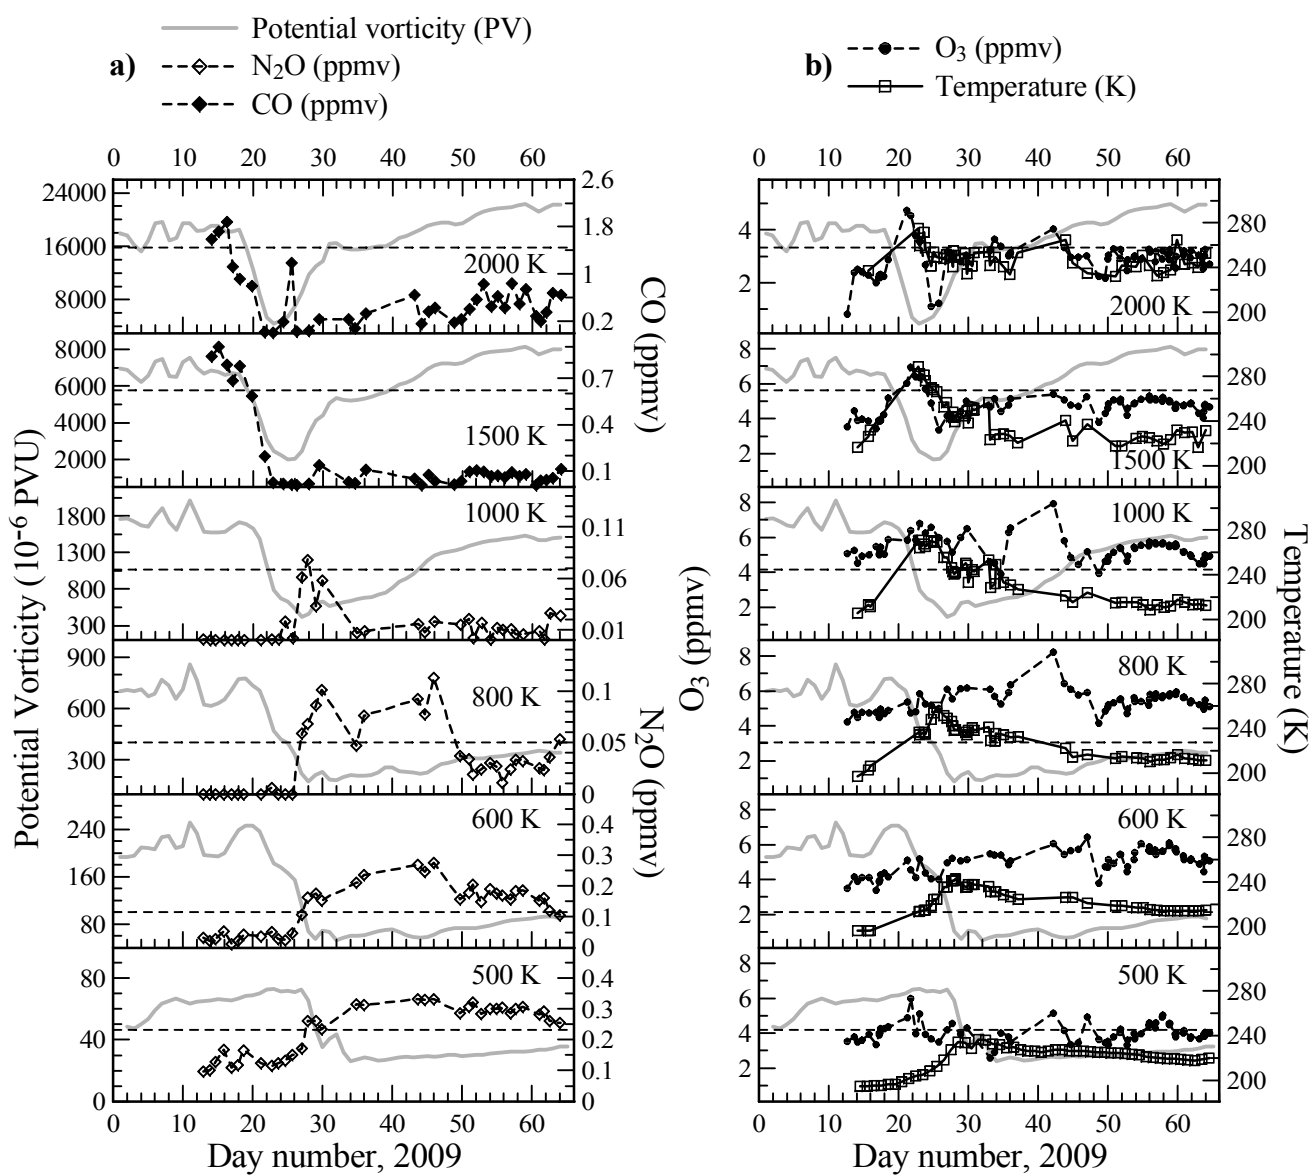 Potential vorticity (PV)
a)
N₂O (ppmv)
CO (ppmv)
b)
O₃ (ppmv)
Temperature (K)
0 10 20 30 40 50 60
0 10 20 30 40 50 60
24000
16000
8000
2.6
1.8
1
0.2
2000 K
4
2
280
240
200
2000 K
8000
6000
4000
2000
0.7
0.4
0.1
1500 K
8
6
4
2
280
240
200
1500 K
1800
1300
800
300
0.11
0.06
0.01
1000 K
8
6
4
2
280
240
200
1000 K
900
600
300
0.1
0.05
0
800 K
8
6
4
2
280
240
200
800 K
240
160
80
0.4
0.3
0.2
0.1
0
600 K
8
6
4
2
280
240
200
600 K
80
40
0
0.4
0.3
0.2
0.1
0
500 K
8
6
4
2
280
240
200
500 K
Potential Vorticity (10⁻⁶ PVU)
CO (ppmv)
N₂O (ppmv)
O₃ (ppmv)
Temperature (K)
0 10 20 30 40 50 60
0 10 20 30 40 50 60
Day number, 2009
Day number, 2009